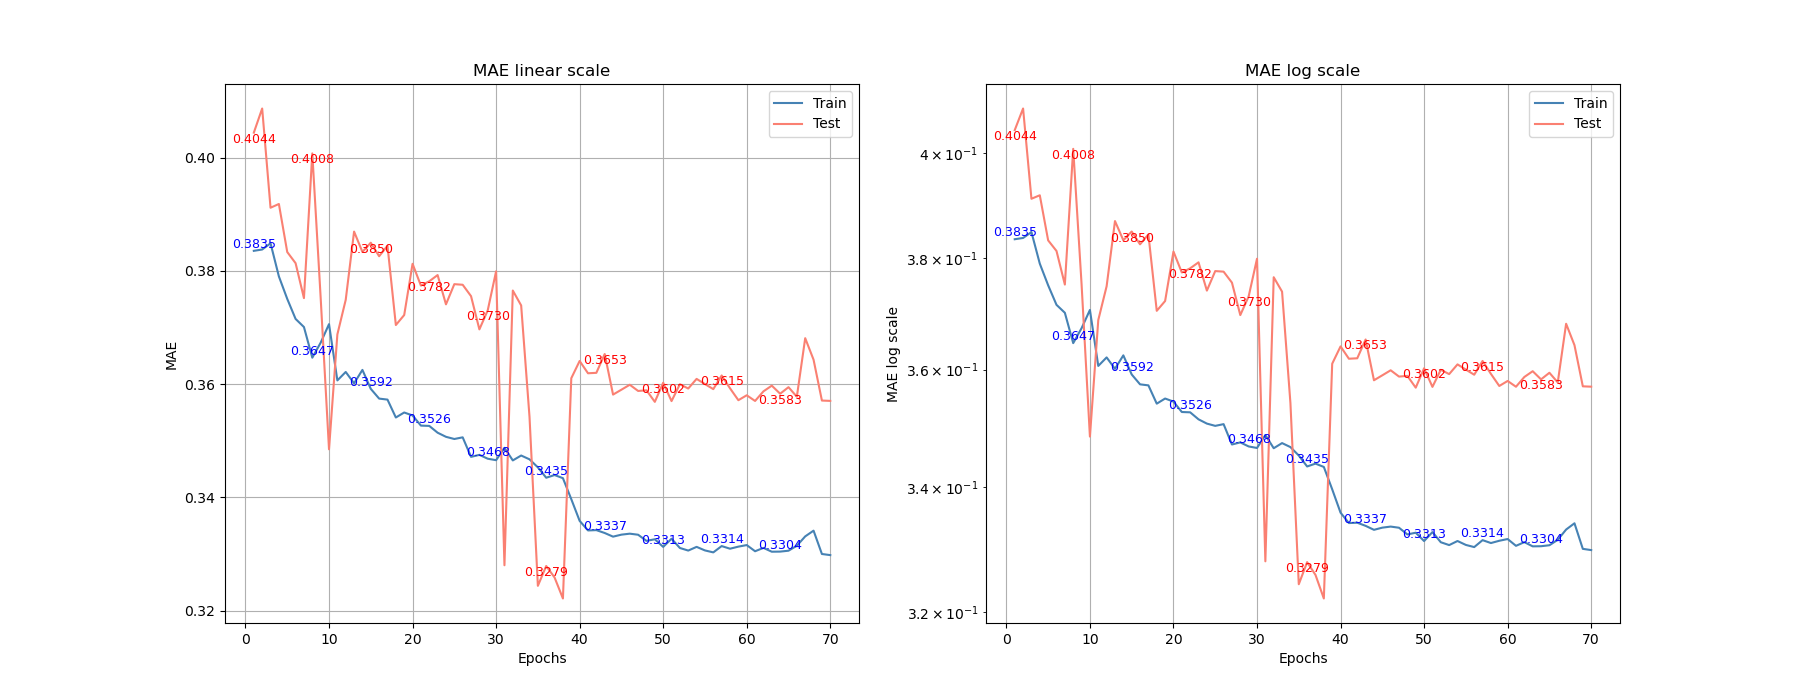 MAE linear scale
Train
Test
0.4044
0.4008
0.3835
0.3850
0.3782
0.3730
0.3647
0.3592
0.3526
0.3468
0.3435
0.3653
0.3602
0.3615
0.3583
0.3279
0.3337
0.3313
0.3314
0.3304
0.40
0.38
0.36
0.34
0.32
MAE
0 10 20 30 40 50 60 70
Epochs
MAE log scale
Train
Test
0.4044
0.4008
0.3835
0.3850
0.3782
0.3730
0.3647
0.3592
0.3526
0.3468
0.3435
0.3653
0.3602
0.3615
0.3583
0.3279
0.3337
0.3313
0.3314
0.3304
4 × 10⁻¹
3.8 × 10⁻¹
3.6 × 10⁻¹
3.4 × 10⁻¹
3.2 × 10⁻¹
MAE log scale
0 10 20 30 40 50 60 70
Epochs